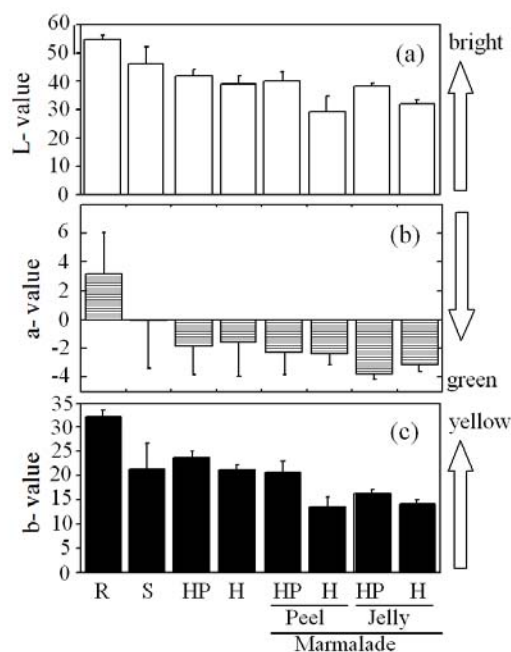 60
50
40
30
20
10
0
L- value
(a)
bright
6
4
2
0
-2
-4
a- value
(b)
green
35
30
25
20
15
10
5
0
b- value
(c)
yellow
R S HP H HP H HP H
Peel Jelly
Marmalade